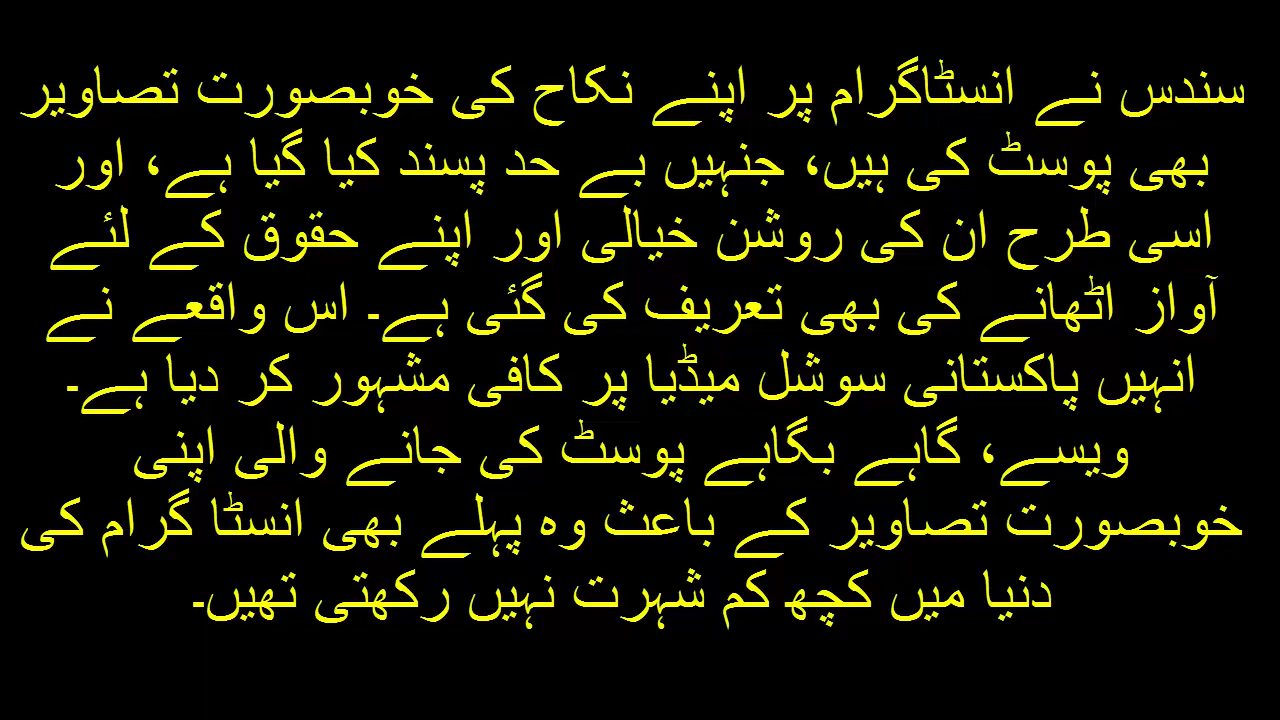 سندس نے انسٹاگرام پر اپنے نکاح کی خوبصورت تصاویر
بھی پوسٹ کی ہیں، جنہیں بے حد پسند کیا گیا ہے، اور
اسی طرح ان کی روشن خیالی اور اپنے حقوق کے لئے
آواز اٹھانے کی بھی تعریف کی گئی ہے۔ اس واقعے نے
انہیں پاکستانی سوشل میڈیا پر کافی مشہور کر دیا ہے۔
ویسے، گاہے بگاہے پوسٹ کی جانے والی اپنی
خوبصورت تصاویر کے باعث وہ پہلے بھی انسٹا گرام کی
دنیا میں کچھ کم شہرت نہیں رکھتی تھیں۔